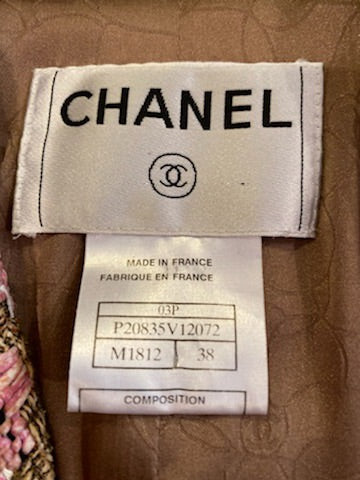 CHANEL
MADE IN FRANCE
FABRIQUE EN FRANCE
03P
P20835V12072
M1812 38
COMPOSITION